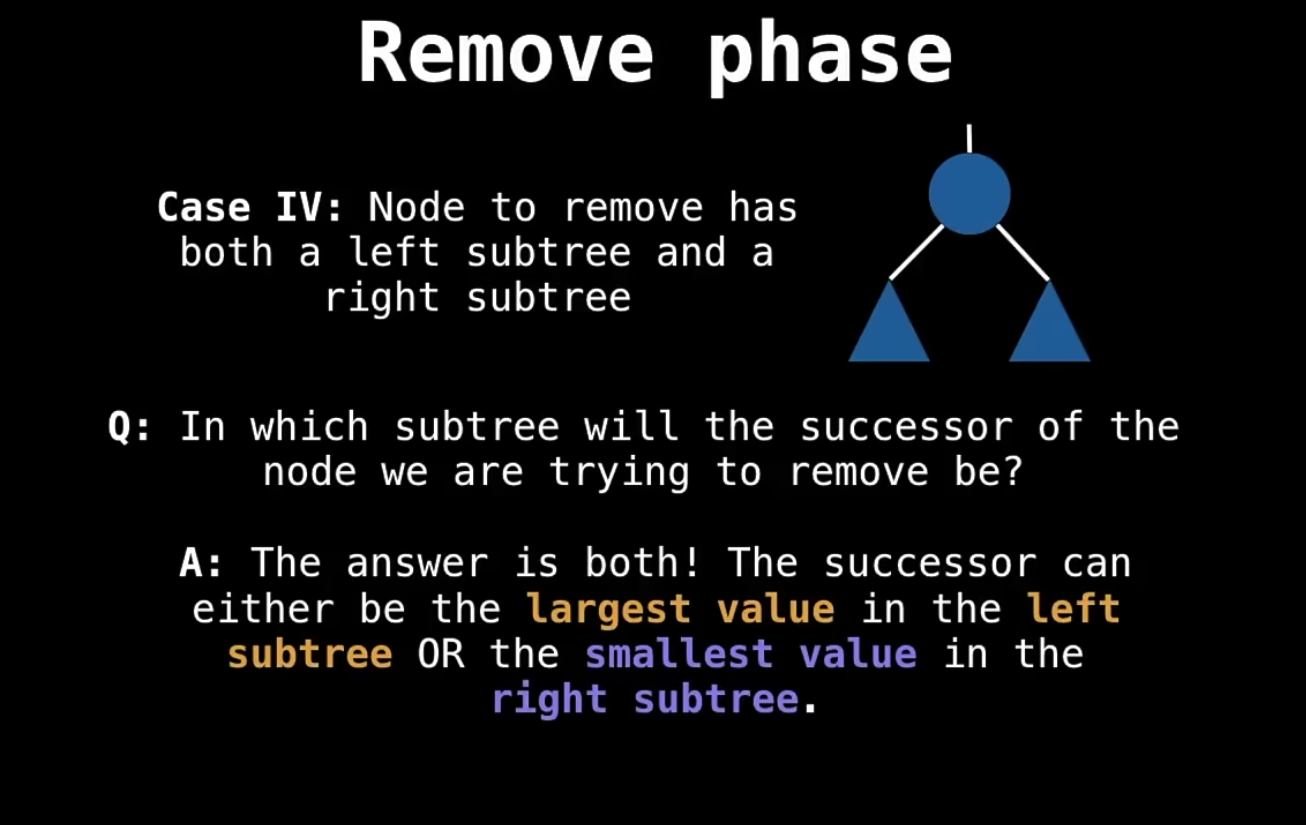 Remove phase
Case IV: Node to remove has
both a left subtree and a
right subtree
Q: In which subtree will the successor of the
node we are trying to remove be?
A: The answer is both! The successor can
either be the largest value in the left
subtree OR the smallest value in the
right subtree.